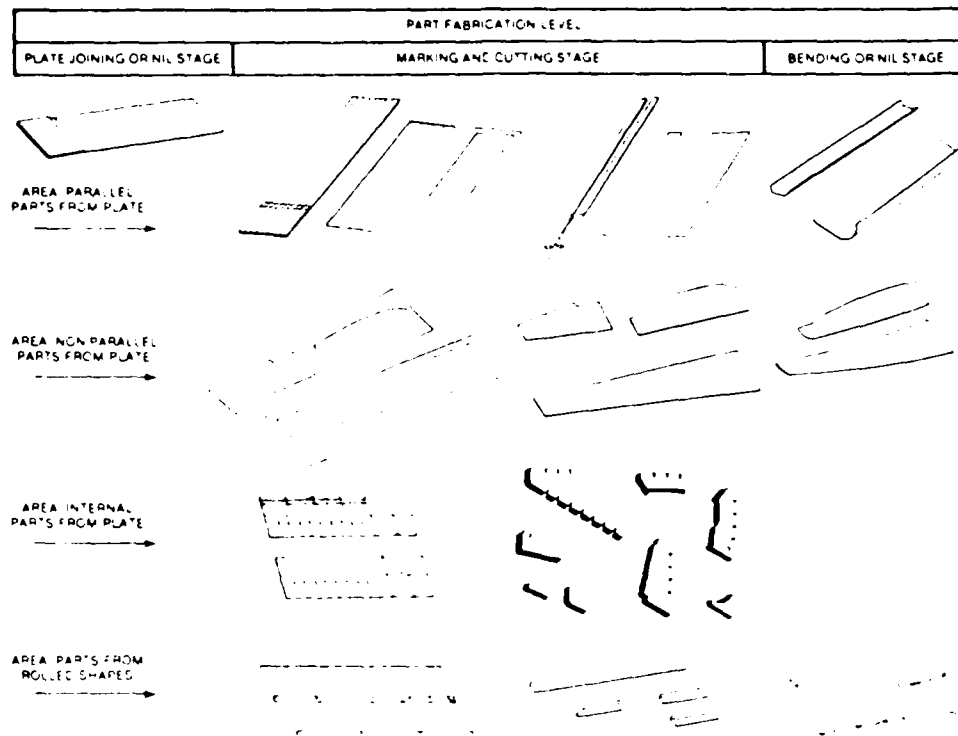 PART FABRICATION LEVEL
PLATE JOINING OR NIL STAGE
MARKING AND CUTTING STAGE
BENDING OR NIL STAGE
AREA: PARALLEL
PARTS FROM PLATE
AREA: NON PARALLEL
PARTS FROM PLATE
AREA: INTERNAL
PARTS FROM PLATE
AREA: PARTS FROM
ROLLED SHAPES